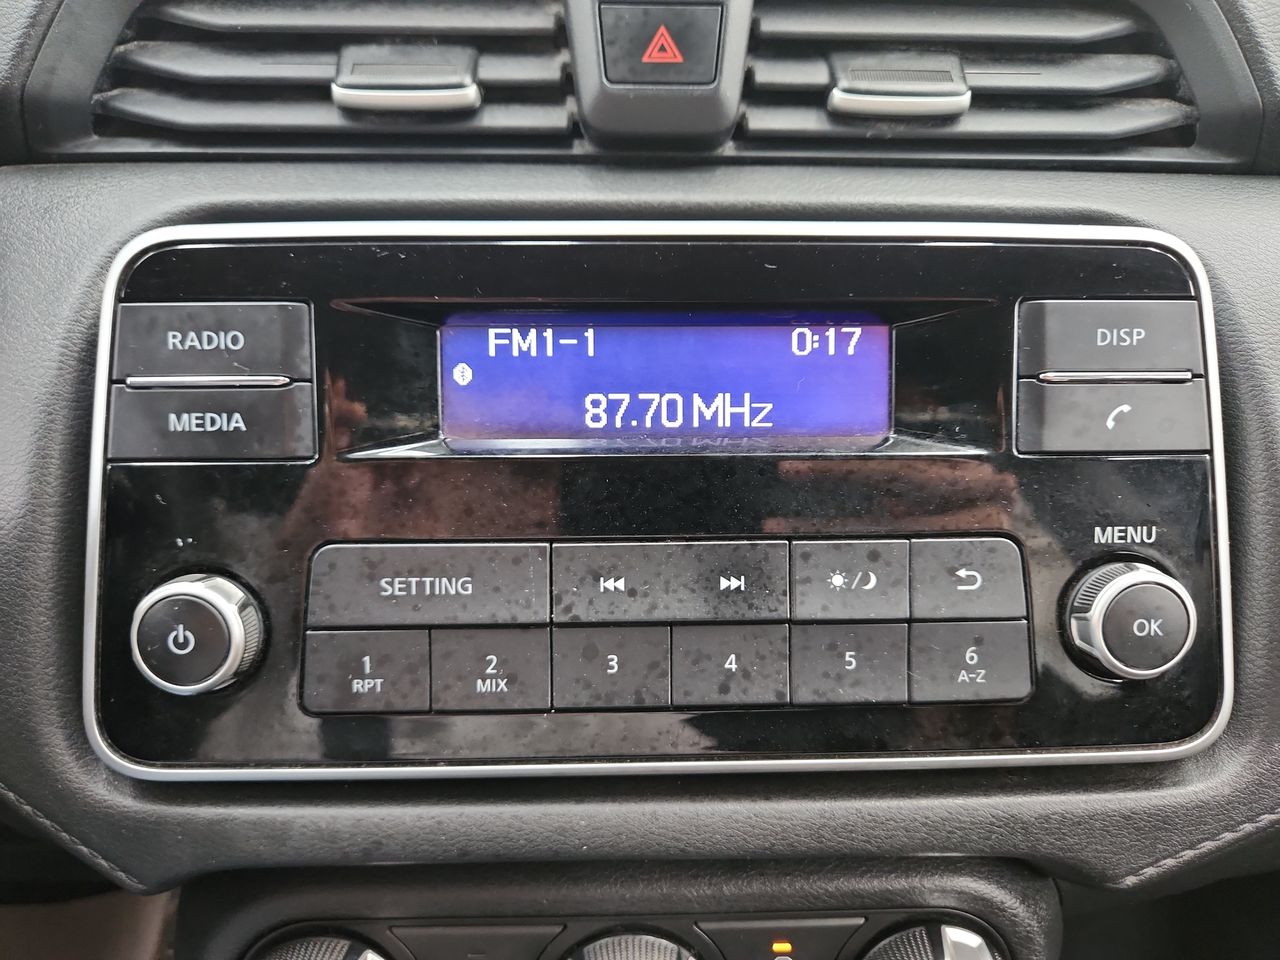 RADIO
MEDIA
FM1-1 0:17
87.70 MHz
DISP
MENU
SETTING
OK
1
RPT
2
MIX
3
4
5
6
A-Z